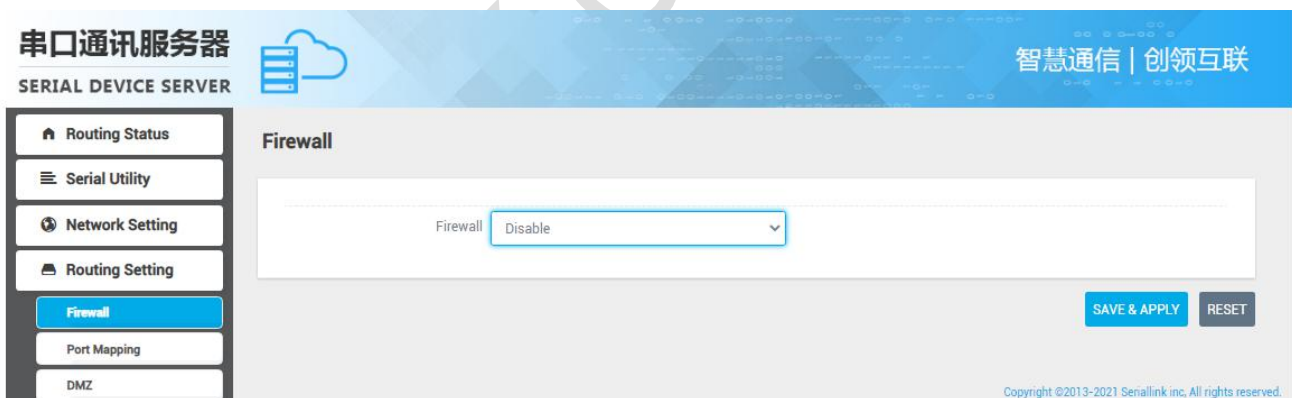 串口通讯服务器
SERIAL DEVICE SERVER
智慧通信 | 创领互联
Routing Status
Serial Utility
Network Setting
Routing Setting
Firewall
Port Mapping
DMZ
Firewall
Firewall
Disable
SAVE & APPLY
RESET
Copyright ©2013-2021 Seriallink inc, All rights reserved.